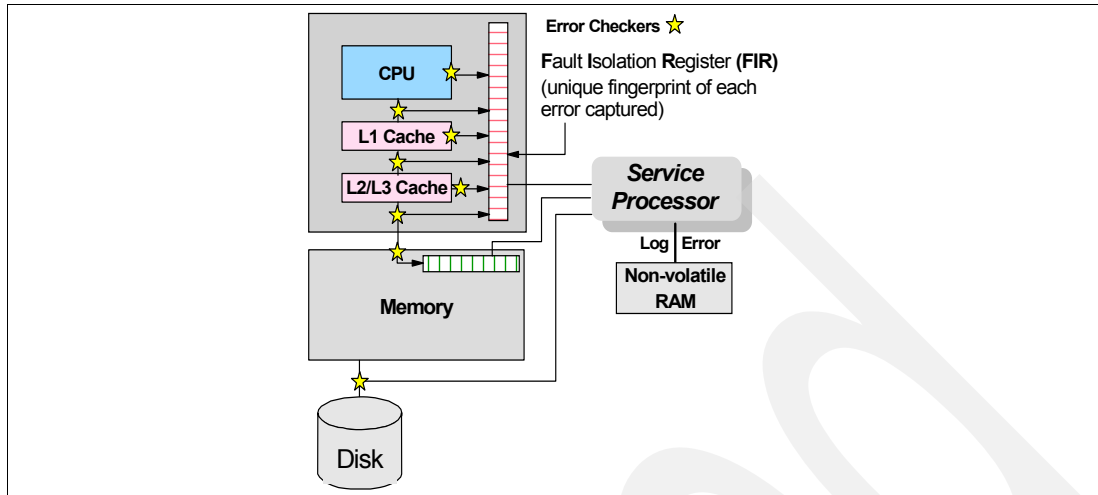 Error Checkers
Fault Isolation Register (FIR)
(unique fingerprint of each
error captured)
CPU
L1 Cache
L2/L3 Cache
Service
Processor
Log Error
Non-volatile
RAM
Memory
Disk